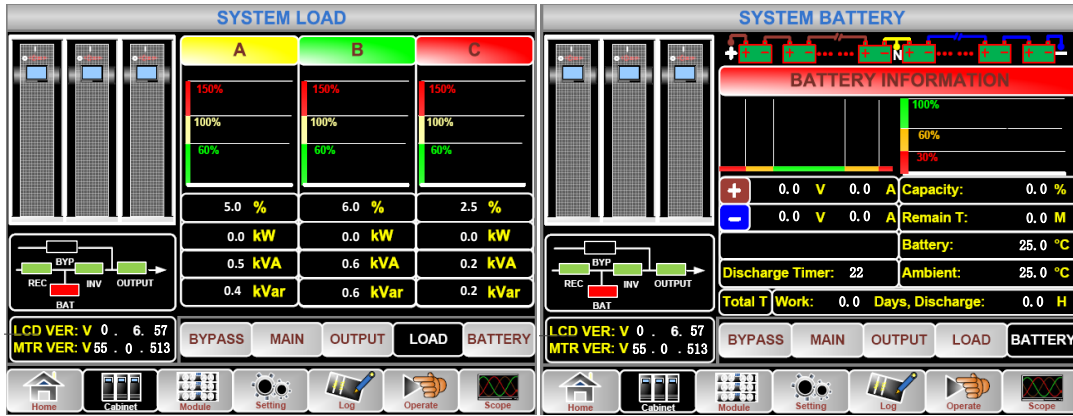 SYSTEM LOAD
A B C
150% 150% 150%
100% 100% 100%
60% 60% 60%
5.0 % 6.0 % 2.5 %
0.0 kW 0.0 kW 0.0 kW
0.5 kVA 0.6 kVA 0.2 kVA
0.4 kVar 0.6 kVar 0.2 kVar
BYP
REC INV OUTPUT
BAT
LCD VER: V 0 . 6. 57
MTR VER: V 55 . 0 . 513
BYPASS MAIN OUTPUT LOAD BATTERY
Home Cabinet Module Setting Log Operate Scope
SYSTEM BATTERY
+ + - + - N + - + - + - -
BATTERY INFORMATION
100%
60%
30%
+ 0.0 V 0.0 A Capacity: 0.0 %
- 0.0 V 0.0 A Remain T: 0.0 M
Battery: 25.0 °C
Discharge Timer: 22 Ambient: 25.0 °C
Total T Work: 0.0 Days, Discharge: 0.0 H
BYP
REC INV OUTPUT
BAT
LCD VER: V 0 . 6. 57
MTR VER: V 55 . 0 . 513
BYPASS MAIN OUTPUT LOAD BATTERY
Home Cabinet Module Setting Log Operate Scope